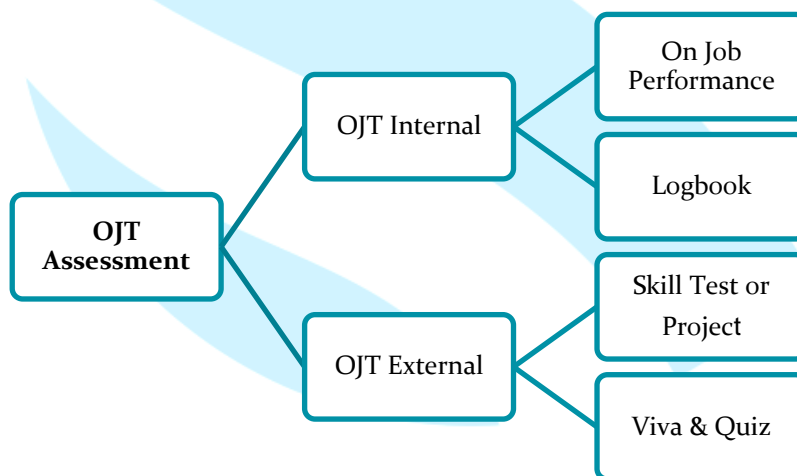 On Job
Performance
OJT Internal
Logbook
OJT
Assessment
Skill Test or
Project
OJT External
Viva & Quiz